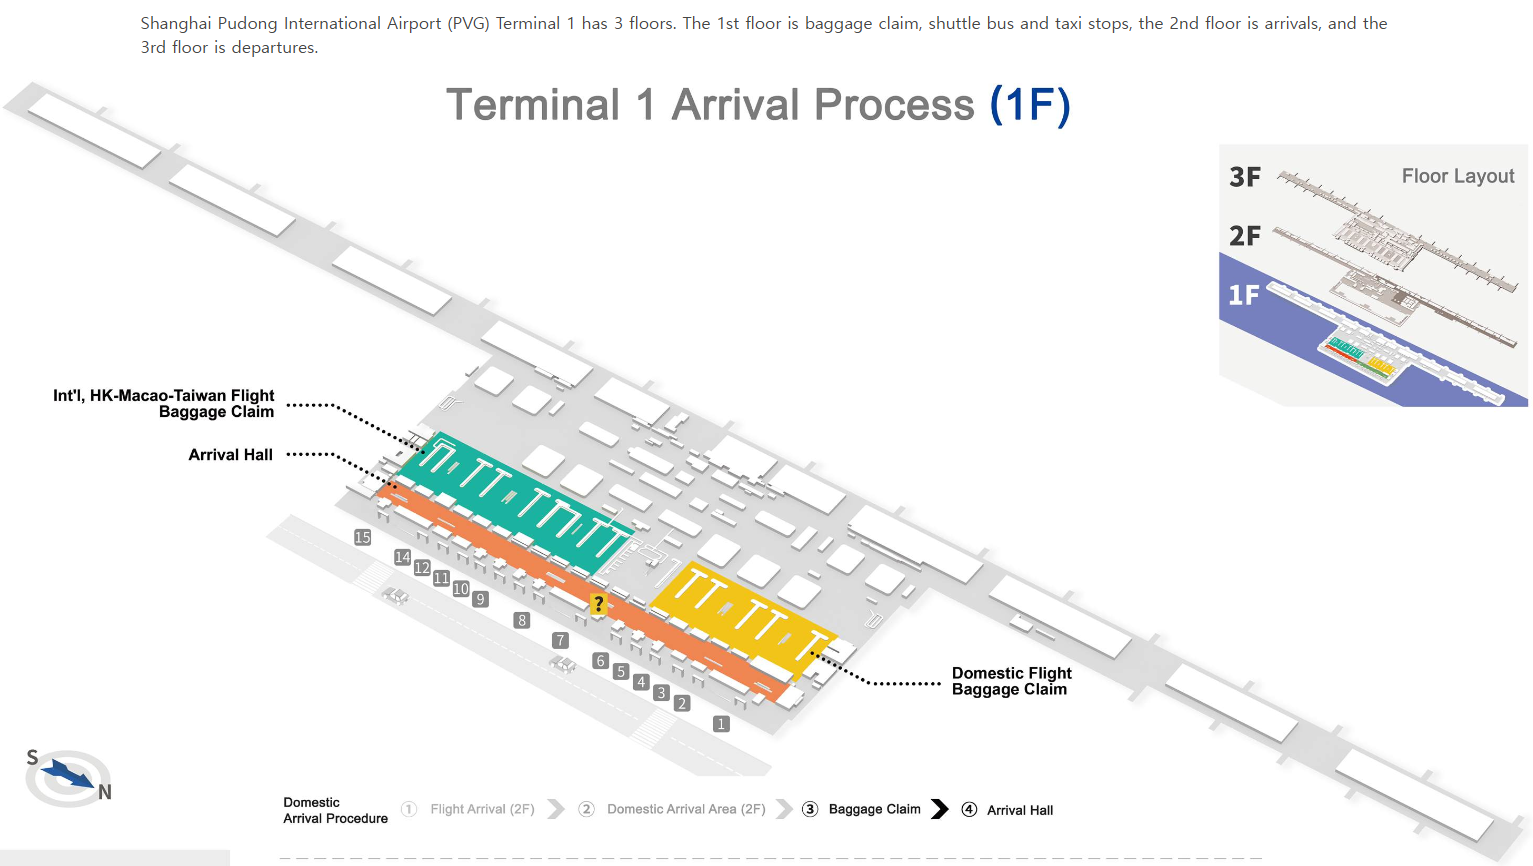 Shanghai Pudong International Airport (PVG) Terminal 1 has 3 floors. The 1st floor is baggage claim, shuttle bus and taxi stops, the 2nd floor is arrivals, and the
3rd floor is departures.
Terminal 1 Arrival Process (1F)
Floor Layout
3F
2F
1F
Int'l, HK-Macao-Taiwan Flight
Baggage Claim
Arrival Hall
15
14
12
11
10
9
8
7
?
6
5
4
3
2
1
Domestic Flight
Baggage Claim
S
N
Domestic
Arrival Procedure
1 Flight Arrival (2F)
2 Domestic Arrival Area (2F)
3 Baggage Claim
4 Arrival Hall